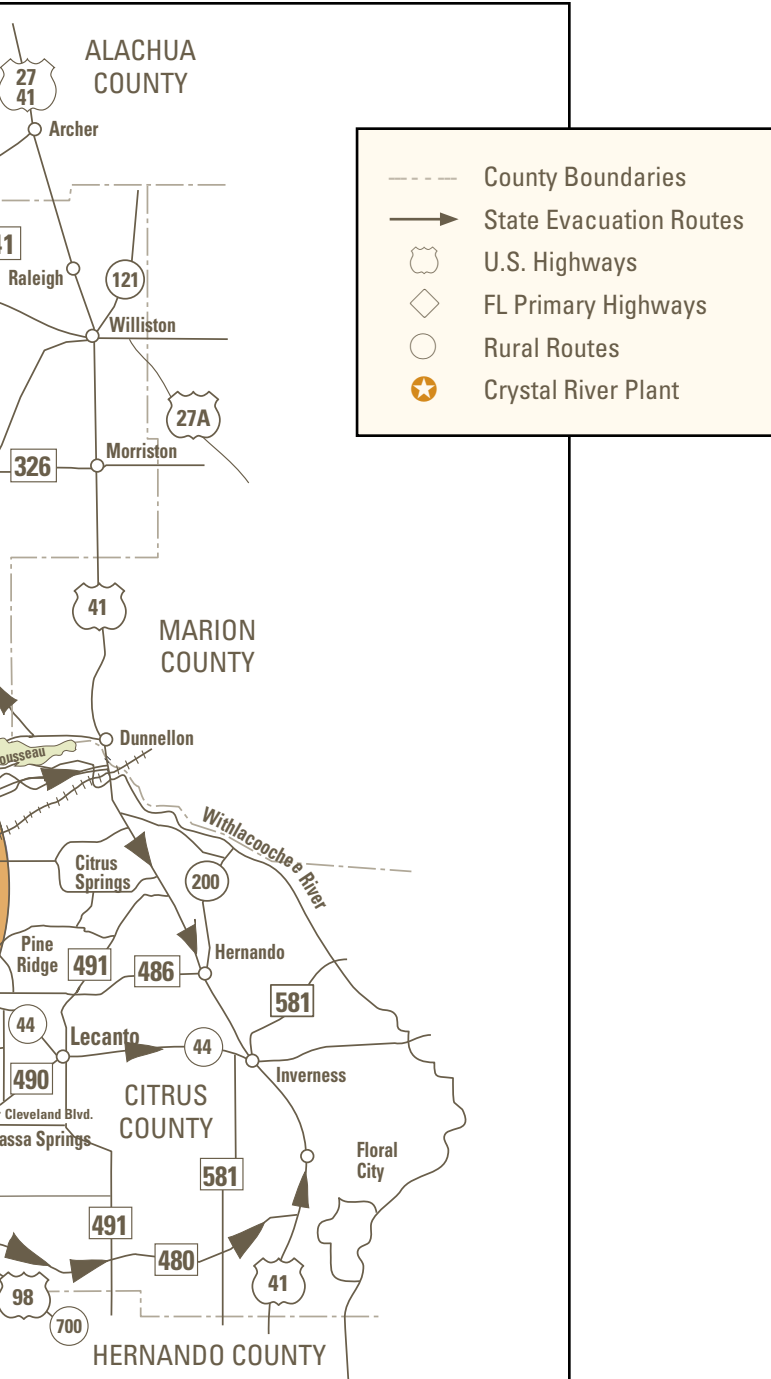 ALACHUA
COUNTY
27
41
Archer
County Boundaries
State Evacuation Routes
U.S. Highways
FL Primary Highways
Rural Routes
Crystal River Plant
Raleigh
121
Williston
27A
Morriston
326
41
MARION
COUNTY
Dunnellon
Withlacoochee River
Citrus
Springs
200
Pine
Ridge
491
486
Hernando
581
44
Lecanto
44
490
Inverness
CITRUS
COUNTY
Cleveland Blvd.
Springs
581
Floral
City
491
480
41
98
700
HERNANDO COUNTY